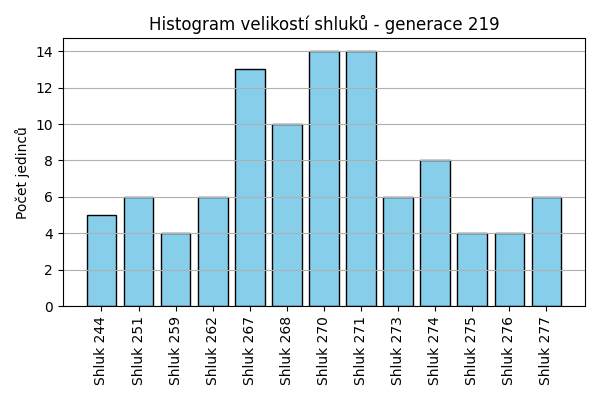 Histogram velikostí shluků - generace 219
Počet jedinců
14
12
10
8
6
4
2
0
Shluk 244
Shluk 251
Shluk 259
Shluk 262
Shluk 267
Shluk 268
Shluk 270
Shluk 271
Shluk 273
Shluk 274
Shluk 275
Shluk 276
Shluk 277